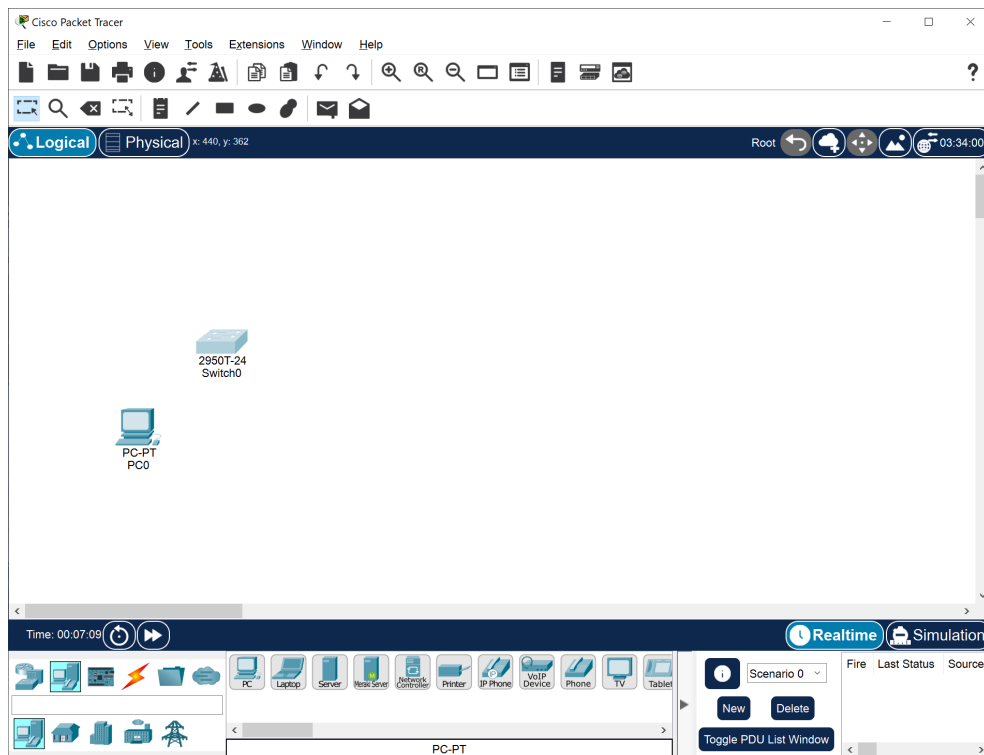 Cisco Packet Tracer
File Edit Options View Tools Extensions Window Help
Logical Physical x: 440, y: 362 Root 03:34:00
2950T-24
Switch0
PC-PT
PC0
Time: 00:07:09 Realtime Simulation
PC Laptop Server Meraki Server Network Controller Printer IP Phone VoIP Device Phone TV Tablet
Scenario 0
Fire Last Status Source
New Delete
Toggle PDU List Window
PC-PT